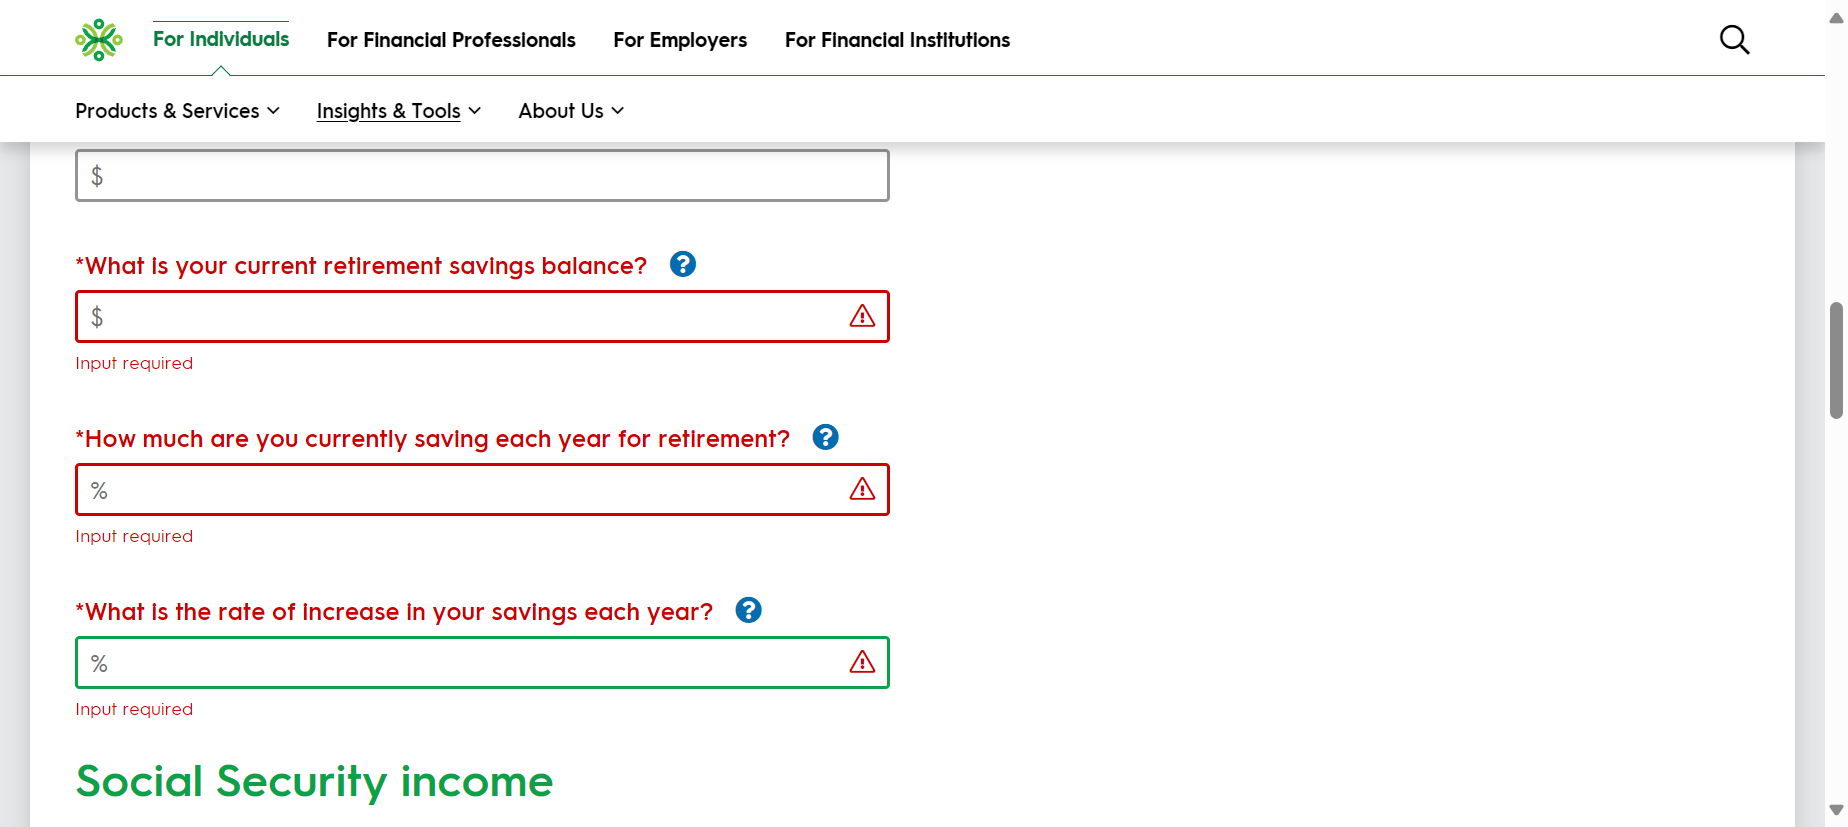 For Individuals
For Financial Professionals
For Employers
For Financial Institutions
Products & Services
Insights & Tools
About Us
$
*What is your current retirement savings balance? ?
$
Input required
*How much are you currently saving each year for retirement? ?
%
Input required
*What is the rate of increase in your savings each year? ?
%
Input required
Social Security income